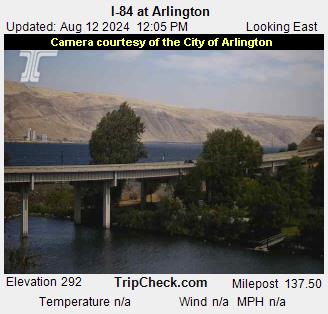 I-84 at Arlington
Updated: Aug 12 2024 12:05 PM Looking East
Camera courtesy of the City of Arlington
Elevation 292 TripCheck.com Milepost 137.50
Temperature n/a Wind n/a MPH n/a